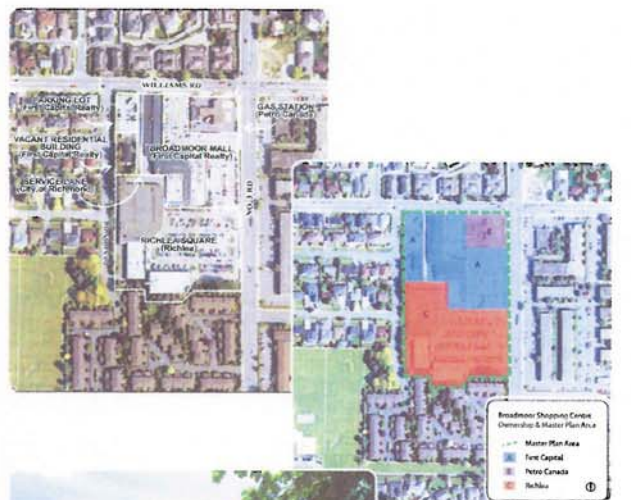 WILLIAMS RD
PARKING LOT
(First Capital Realty)
GAS STATION
(Petro Canada)
VACANT RESIDENTIAL
BUILDING
(First Capital Realty)
BROADMOOR MALL
(First Capital Realty)
SERVICE LANE
(City of Richmond)
NO. 3 RD
RICHLEA SQUARE
(Richlea)
A
B
C
Broadmoor Shopping Centre
Ownership & Master Plan Area
Master Plan Area
A First Capital
B Petro Canada
C Richlea